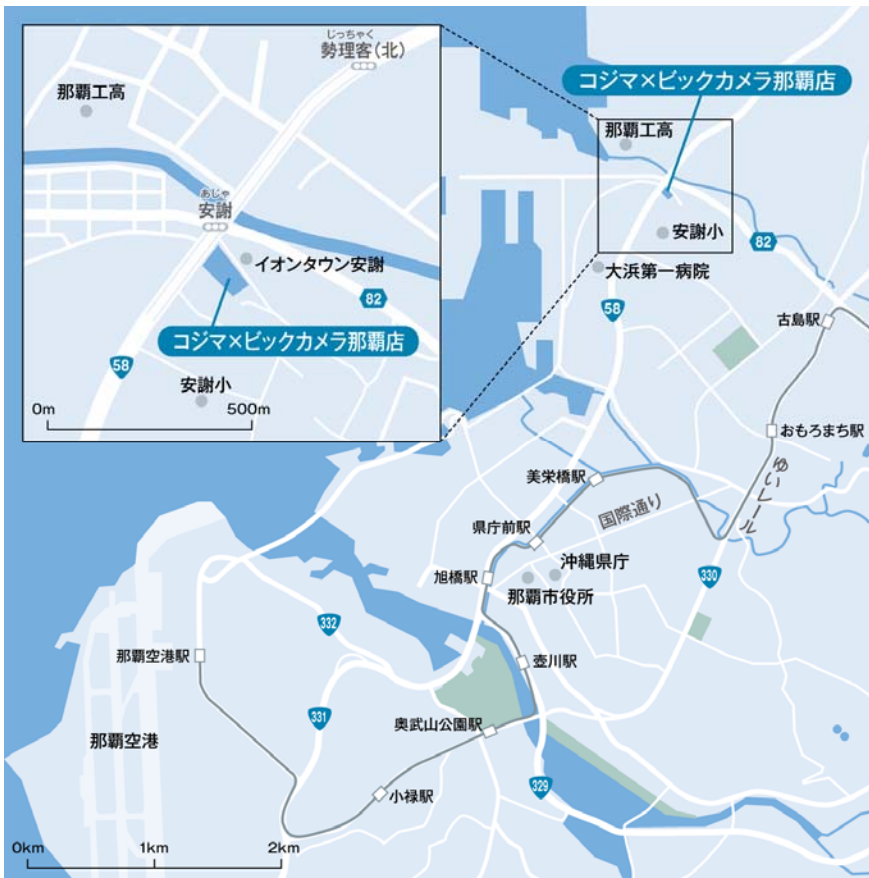 じっちゃく
勢理客(北)
那覇工高
あじゃ
安謝
イオンタウン安謝
82
コジマ×ビックカメラ那覇店
58
安謝小
0m
500m
コジマ×ビックカメラ那覇店
那覇工高
安謝小
82
大浜第一病院
58
古島駅
おもろまち駅
ゆいレール
美栄橋駅
国際通り
県庁前駅
沖縄県庁
旭橋駅
那覇市役所
330
332
那覇空港駅
壺川駅
331
奥武山公園駅
那覇空港
329
小禄駅
0km
1km
2km